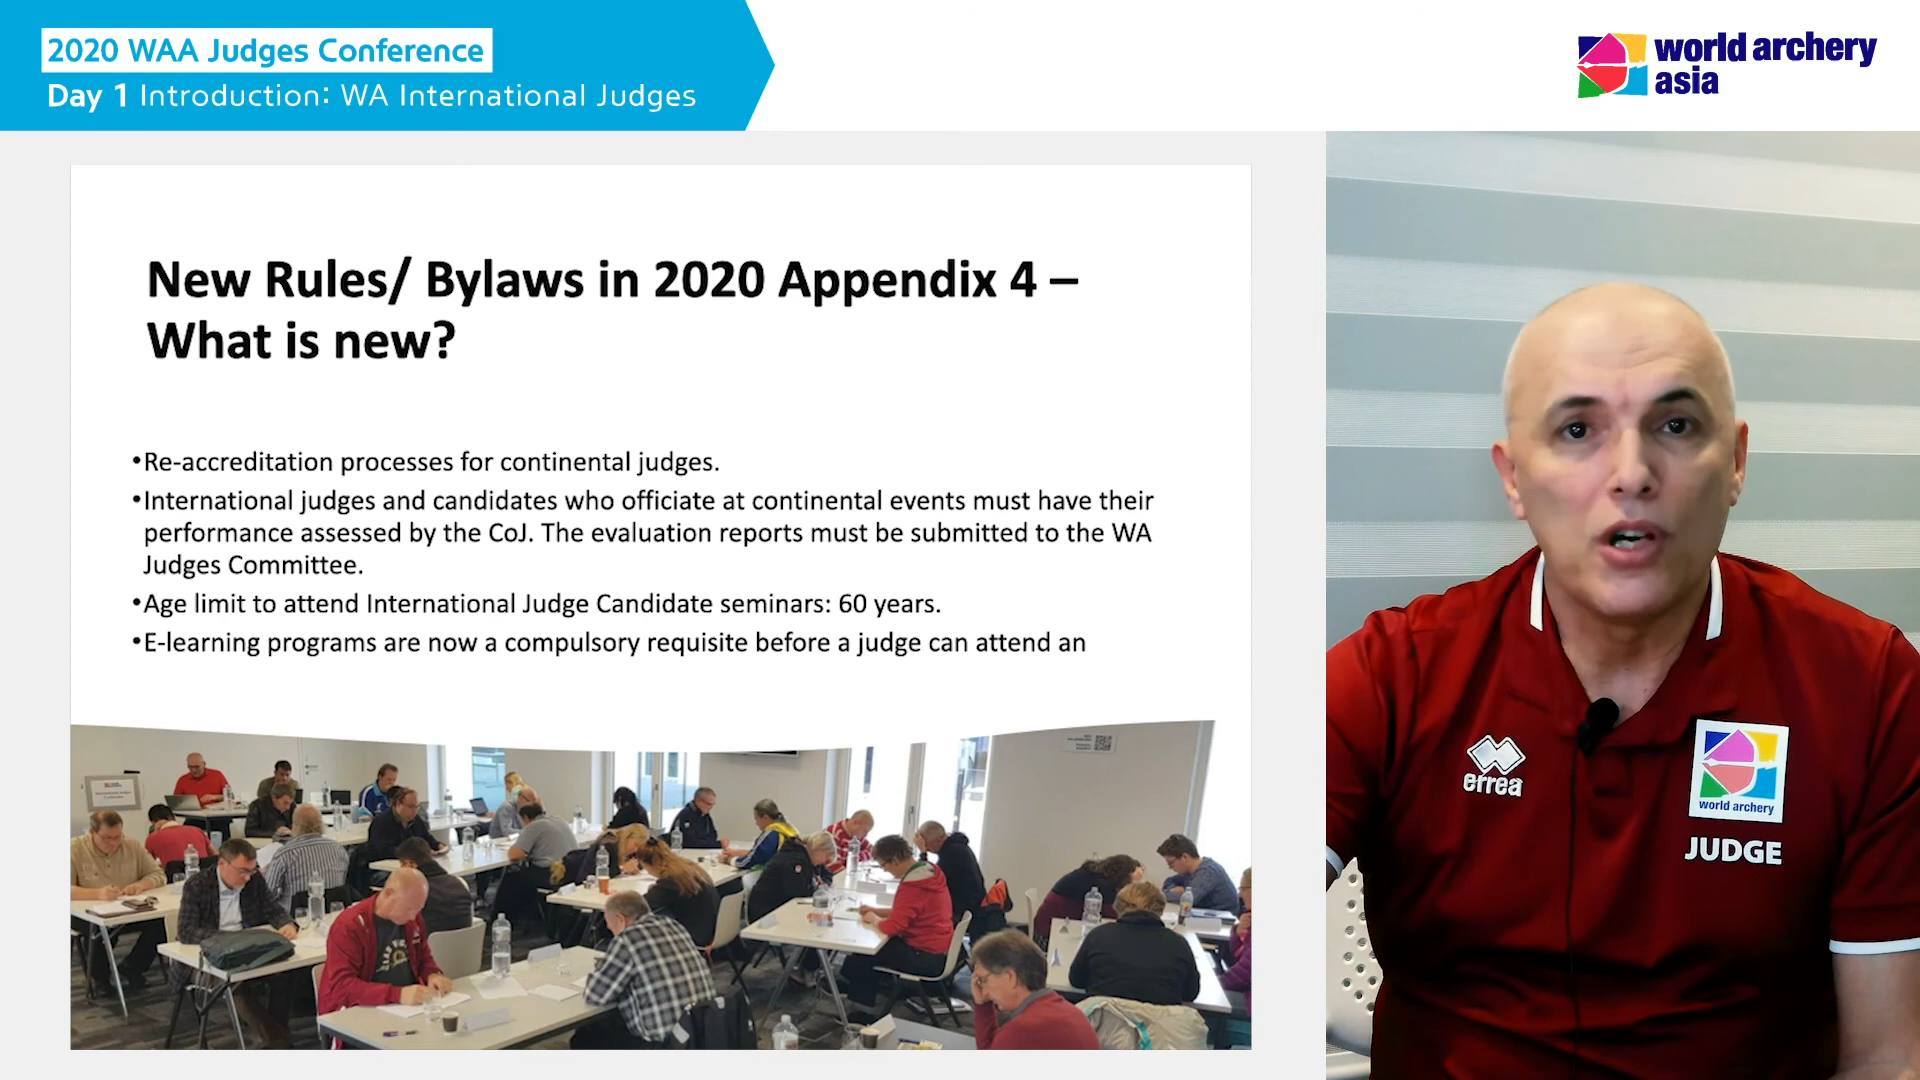 2020 WAA Judges Conference
Day 1 Introduction: WA International Judges
world archery
asia
New Rules/ Bylaws in 2020 Appendix 4 –
What is new?
•Re-accreditation processes for continental judges.
•International judges and candidates who officiate at continental events must have their
performance assessed by the CoJ. The evaluation reports must be submitted to the WA
Judges Committee.
•Age limit to attend International Judge Candidate seminars: 60 years.
•E-learning programs are now a compulsory requisite before a judge can attend an
errea
world archery
JUDGE